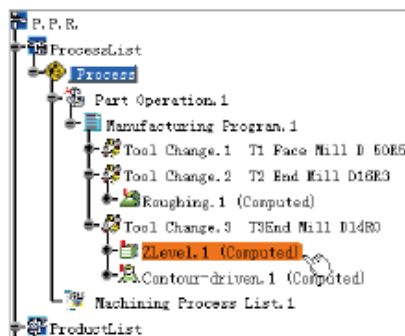 P.P.R.
ProcessList
Process
Part Operation.1
Manufacturing Program.1
Tool Change.1 T1 Face Mill D 50R5
Tool Change.2 T2 End Mill D16R3
Roughing.1 (Computed)
Tool Change.3 T3End Mill D14R0
ZLevel.1 (Computed)
Contour-driven.1 (Computed)
Machining Process List.1
ProductList